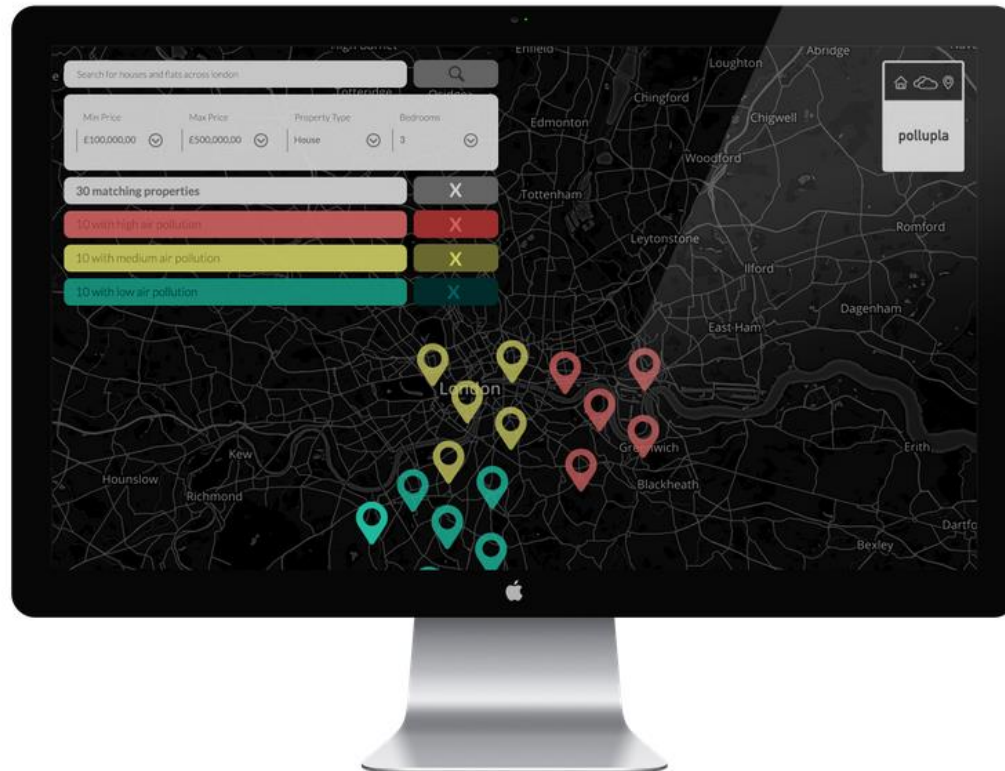 Enfield
Abridge
Loughton
Search for houses and flats across london
Totteridge
Chingford
Chigwell
pollupla
Min Price
Max Price
Property Type
Bedrooms
£100,000,00
£500,000,00
House
3
Edmonton
Woodford
30 matching properties
X
Tottenham
10 with high air pollution
X
Romford
Leytonstone
10 with medium air pollution
X
Ilford
10 with low air pollution
X
Dagenham
East Ham
London
Greenwich
Erith
Kew
Hounslow
Richmond
Blackheath
Bexley